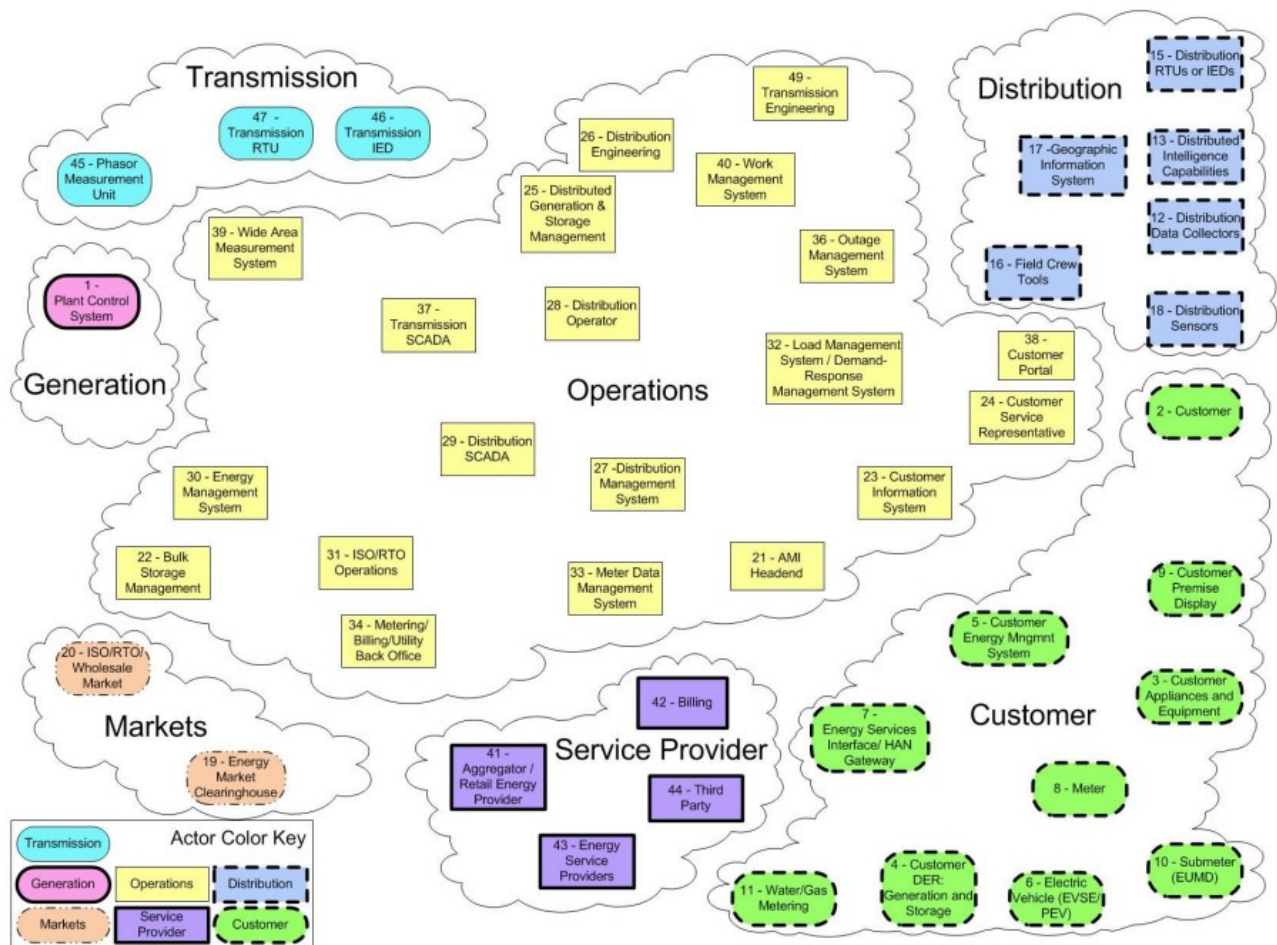 Transmission
47 -
Transmission
RTU
46 -
Transmission
IED
45 - Phasor
Measurement
Unit
49 -
Transmission
Engineering
26 - Distribution
Engineering
40 – Work
Management
System
25 - Distributed
Generation &
Storage
Management
39 – Wide Area
Measurement
System
36 - Outage
Management
System
Distribution
15 - Distribution
RTUs or IEDs
17 -Geographic
Information
System
13 – Distributed
Intelligence
Capabilities
12 – Distribution
Data Collectors
16 – Field Crew
Tools
18 – Distribution
Sensors
1 -
Plant Control
System
Generation
37 -
Transmission
SCADA
28 - Distribution
Operator
32 - Load Management
System / Demand-
Response
Management System
38 -
Customer
Portal
Operations
24 - Customer
Service
Representative
29 – Distribution
SCADA
27 -Distribution
Management
System
23 - Customer
Information
System
30 - Energy
Management
System
22 – Bulk
Storage
Management
31 - ISO/RTO
Operations
33 – Meter Data
Management
System
21 - AMI
Headend
34 – Metering/
Billing/Utility
Back Office
2 - Customer
9 - Customer
Premise
Display
5 - Customer
Energy Mngmnt
System
3 - Customer
Appliances and
Equipment
7 -
Energy Services
Interface/ HAN
Gateway
Customer
8 - Meter
10 - Submeter
(EUMD)
4 - Customer
DER:
Generation and
Storage
6 - Electric
Vehicle (EVSE/
PEV)
11 – Water/Gas
Metering
20 – ISO/RTO/
Wholesale
Market
Markets
19 – Energy
Market
Clearinghouse
42 - Billing
Service Provider
41 -
Aggregator /
Retail Energy
Provider
44 - Third
Party
43 – Energy
Service
Providers
Actor Color Key
Transmission
Generation
Operations
Distribution
Markets
Service
Provider
Customer